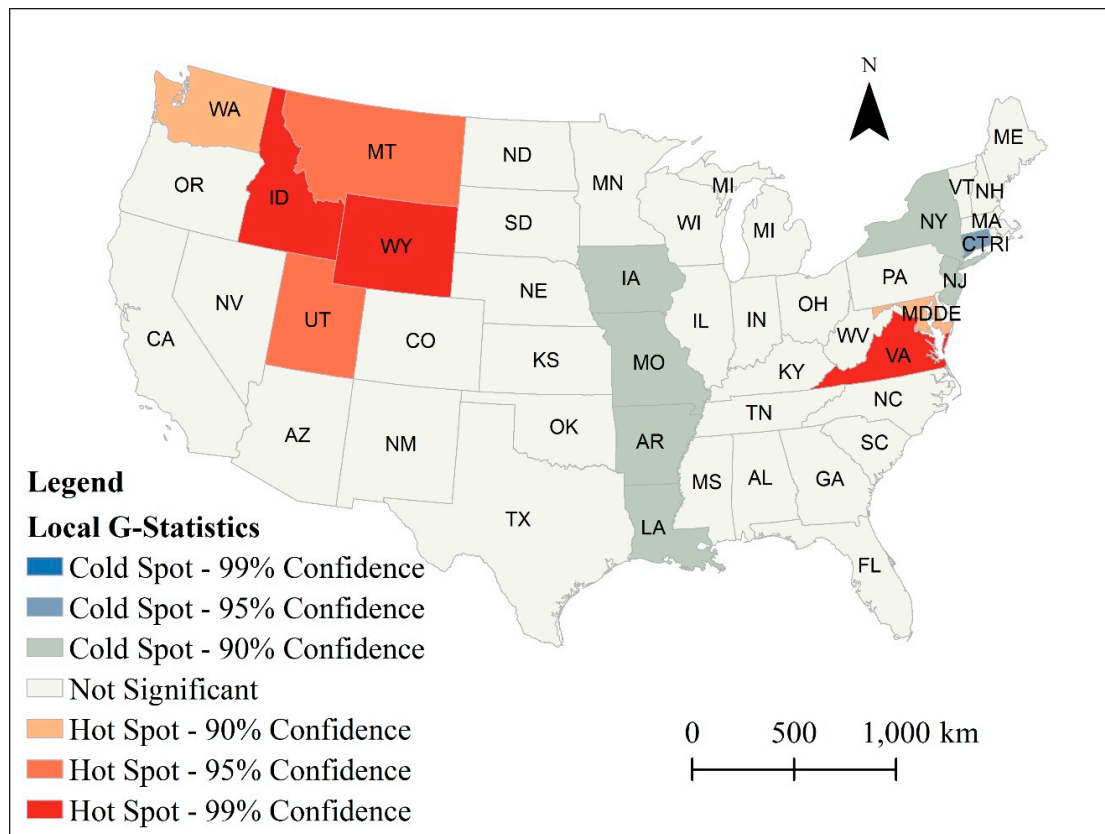 N
WA
MT
ND
MN
MI
ME
VT
NH
OR
ID
SD
WI
MI
NY
MA
CT
RI
WY
IA
PA
NJ
NV
UT
NE
IL
IN
OH
MD
DE
CA
CO
KS
MO
WV
VA
KY
AZ
NM
OK
AR
TN
NC
SC
MS
AL
GA
TX
LA
FL
Legend
Local G-Statistics
Cold Spot - 99% Confidence
Cold Spot - 95% Confidence
Cold Spot - 90% Confidence
Not Significant
Hot Spot - 90% Confidence
Hot Spot - 95% Confidence
Hot Spot - 99% Confidence
0 500 1,000 km